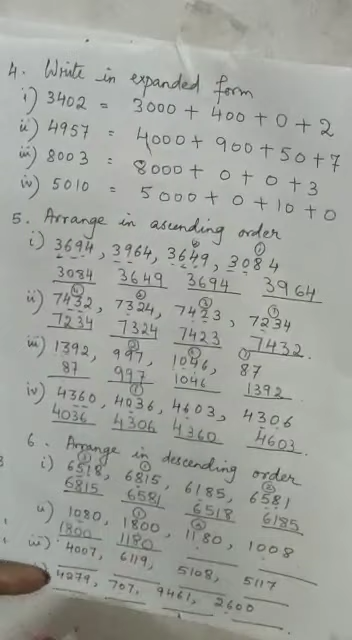 4. Write in expanded form
i) 3402 = 3000 + 400 + 0 + 2
ii) 4957 = 4000 + 900 + 50 + 7
iii) 8003 = 8000 + 0 + 0 + 3
iv) 5010 = 5000 + 0 + 10 + 0
5. Arrange in ascending order
i) 3694, 3964, 3649, 3084
3084 3649 3694 3964
ii) 7432, 7324, 7423, 7234
7234 7324 7423 7432.
iii) 1392, 997, 1046, 87
87 997 1046 1392
iv) 4360, 4036, 4603, 4306
4036 4306 4360 4603.
6. Arrange in descending order
i) 6518, 6815, 6185, 6581
6815 6581 6518 6185
ii) 1080, 1800, 1180, 1008
1800 1180
iii) 4007, 6119, 5108, 5117
4279, 707, 9461, 2600